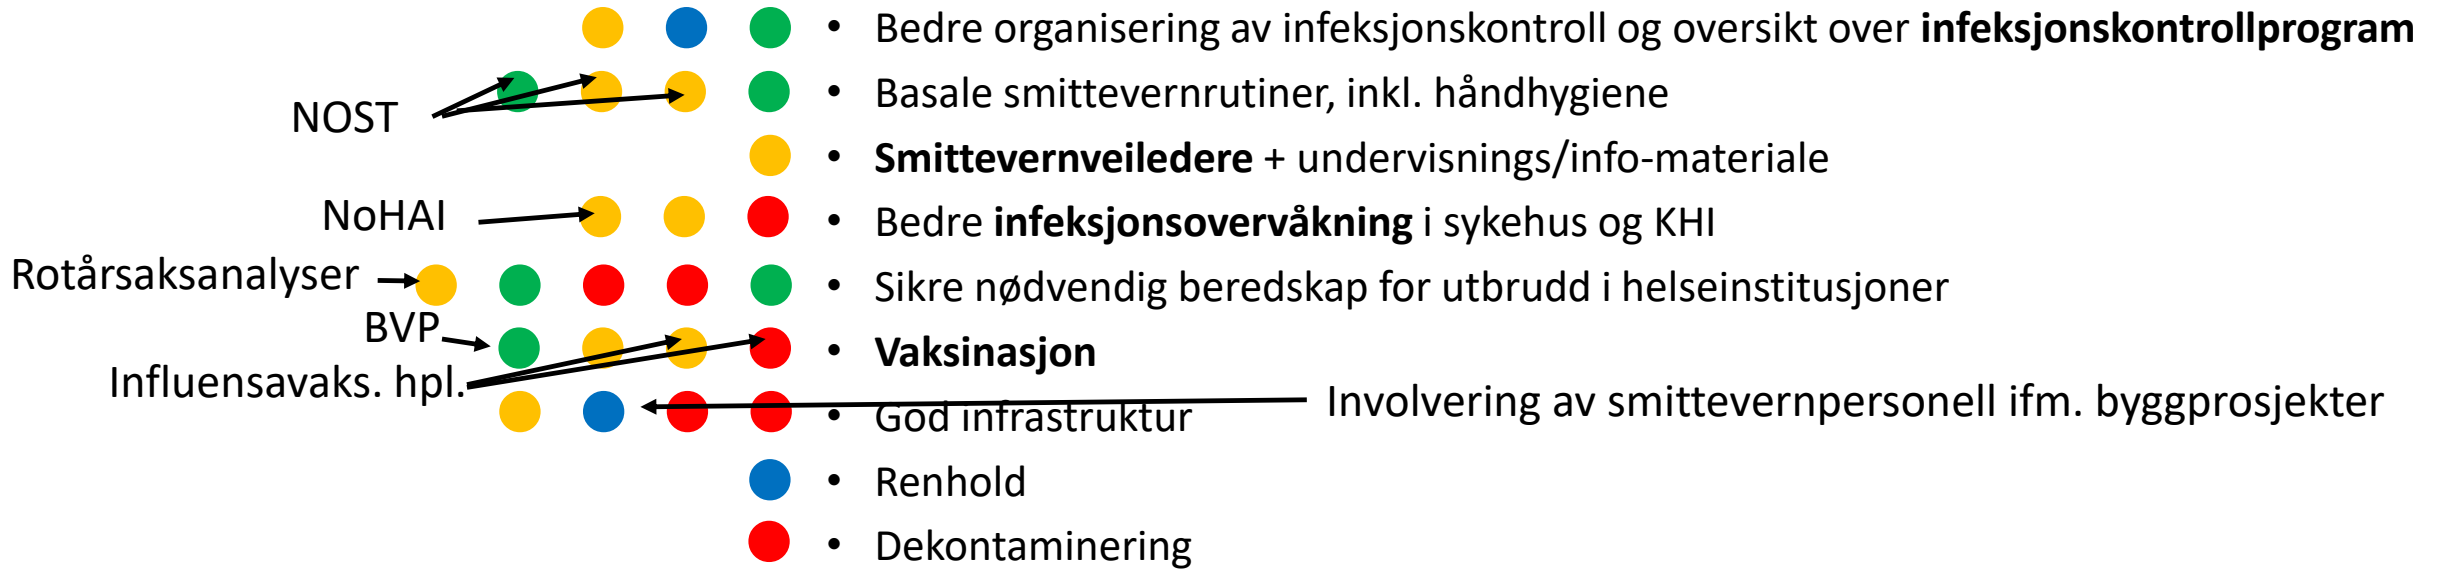 • Bedre organisering av infeksjonskontroll og oversikt over infeksjonskontrollprogram
NOST
• Basale smittevernrutiner, inkl. håndhygiene
• Smittevernveiledere + undervisnings/info-materiale
NoHAI
• Bedre infeksjonsovervåkning i sykehus og KHI
Rotårsaksanalyser
• Sikre nødvendig beredskap for utbrudd i helseinstitusjoner
BVP
• Vaksinasjon
Influensavaks. hpl.
• God infrastruktur
Involvering av smittevernpersonell ifm. byggprosjekter
• Renhold
• Dekontaminering